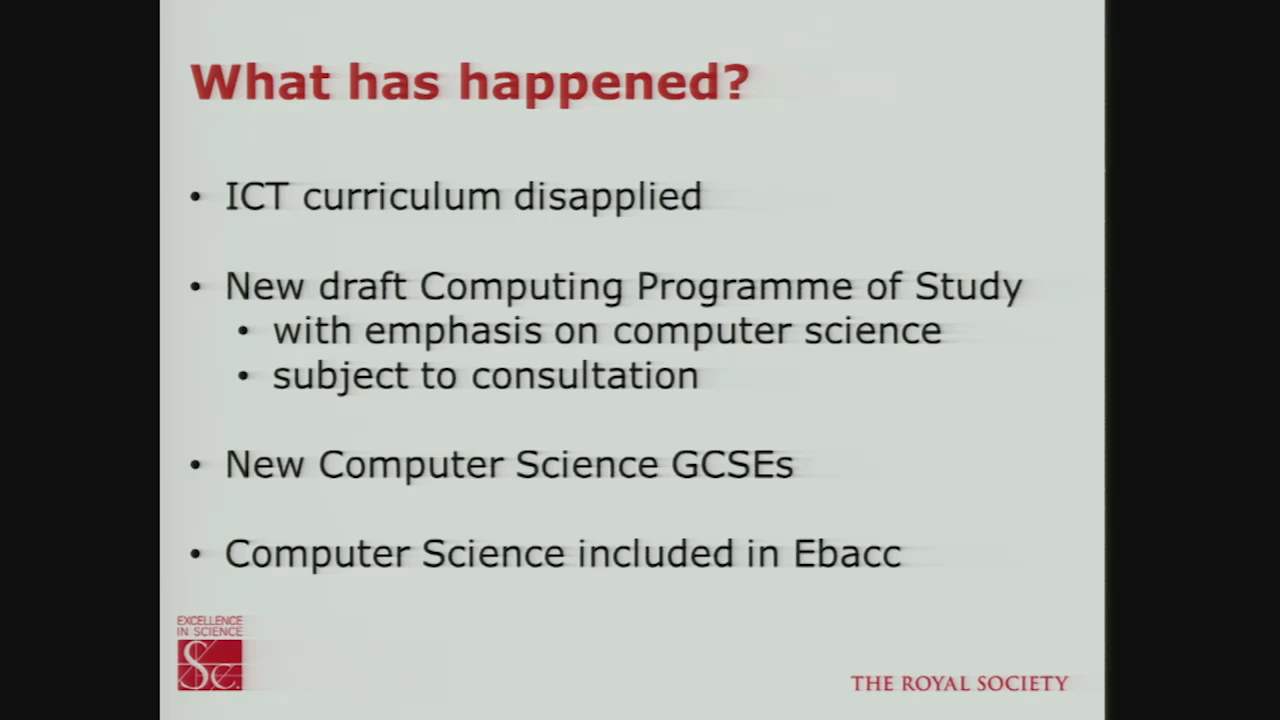 What has happened?
• ICT curriculum disapplied
• New draft Computing Programme of Study
• with emphasis on computer science
• subject to consultation
• New Computer Science GCSEs
• Computer Science included in Ebacc
EXCELLENCE
IN SCIENCE
Sc
THE ROYAL SOCIETY